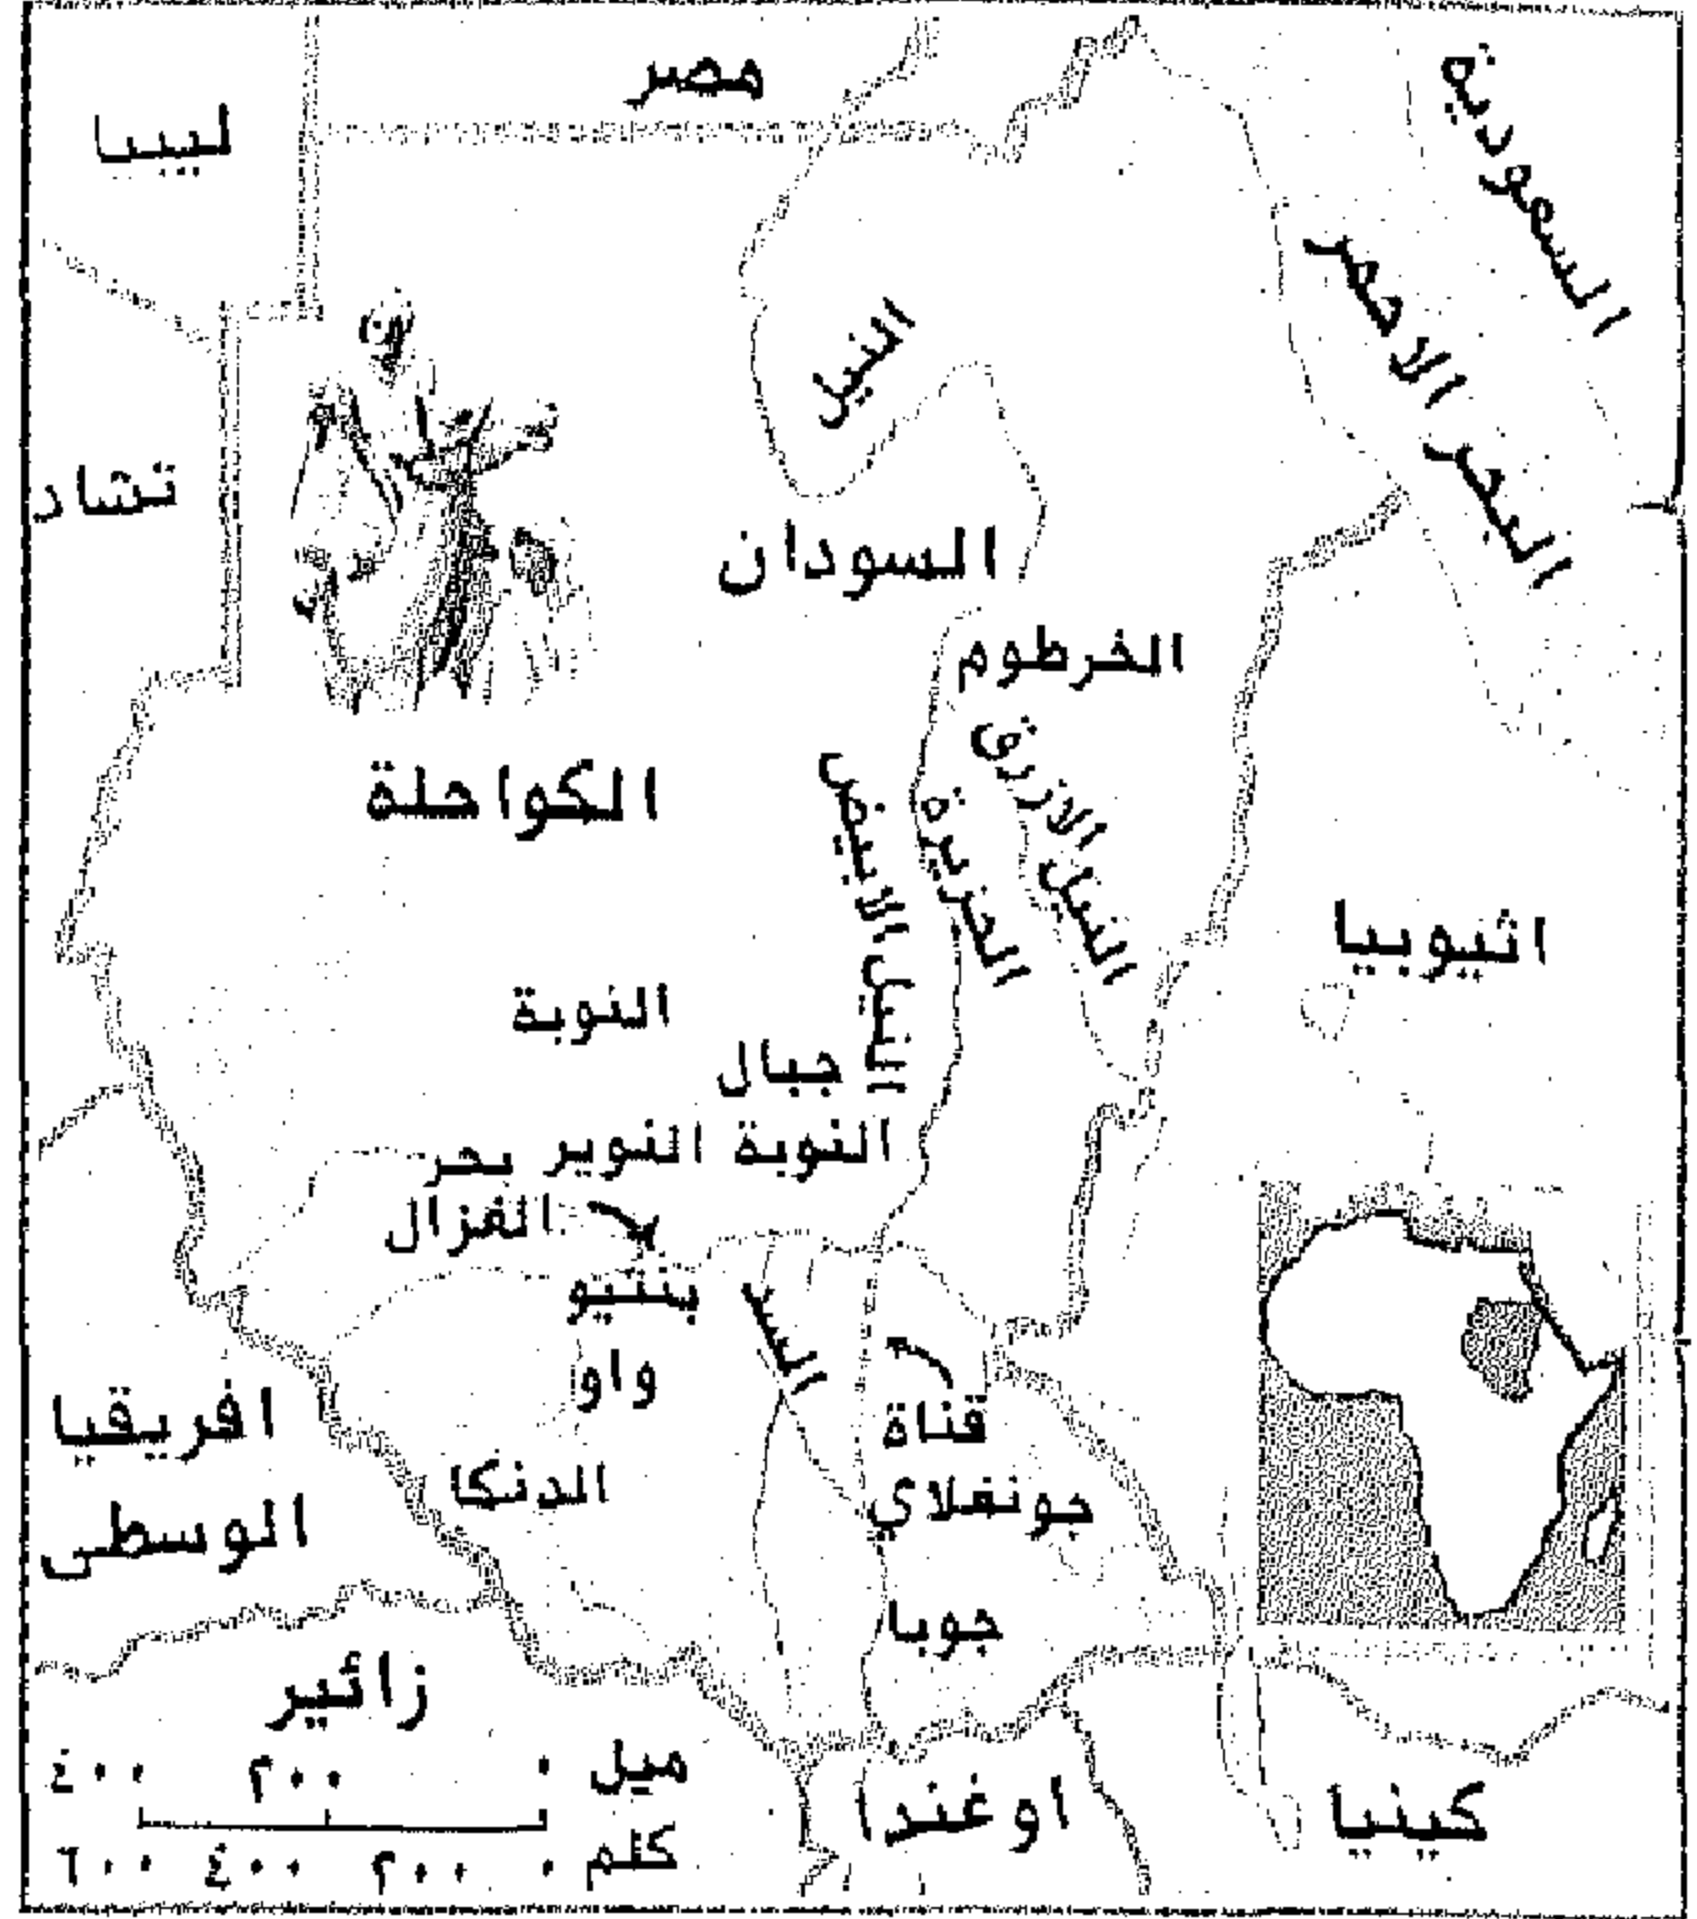 مصر
ليبيا
السعودية
البحر الاحمر
النيل
تشاد
السودان
الخرطوم
النيل الازرق
الجزيرة
النيل الابيض
الكواحلة
اثيوبيا
النوبة
جبال
النوبة
النوير
بحر
الغزال
بنتيو
السد
واو
قناة
جونغلاي
افريقيا
الوسطى
الدنكا
جوبا
زائير
ميل ٠ ٢٠٠ ٤٠٠
كلم ٠ ٢٠٠ ٤٠٠ ٦٠٠
اوغندا
كينيا